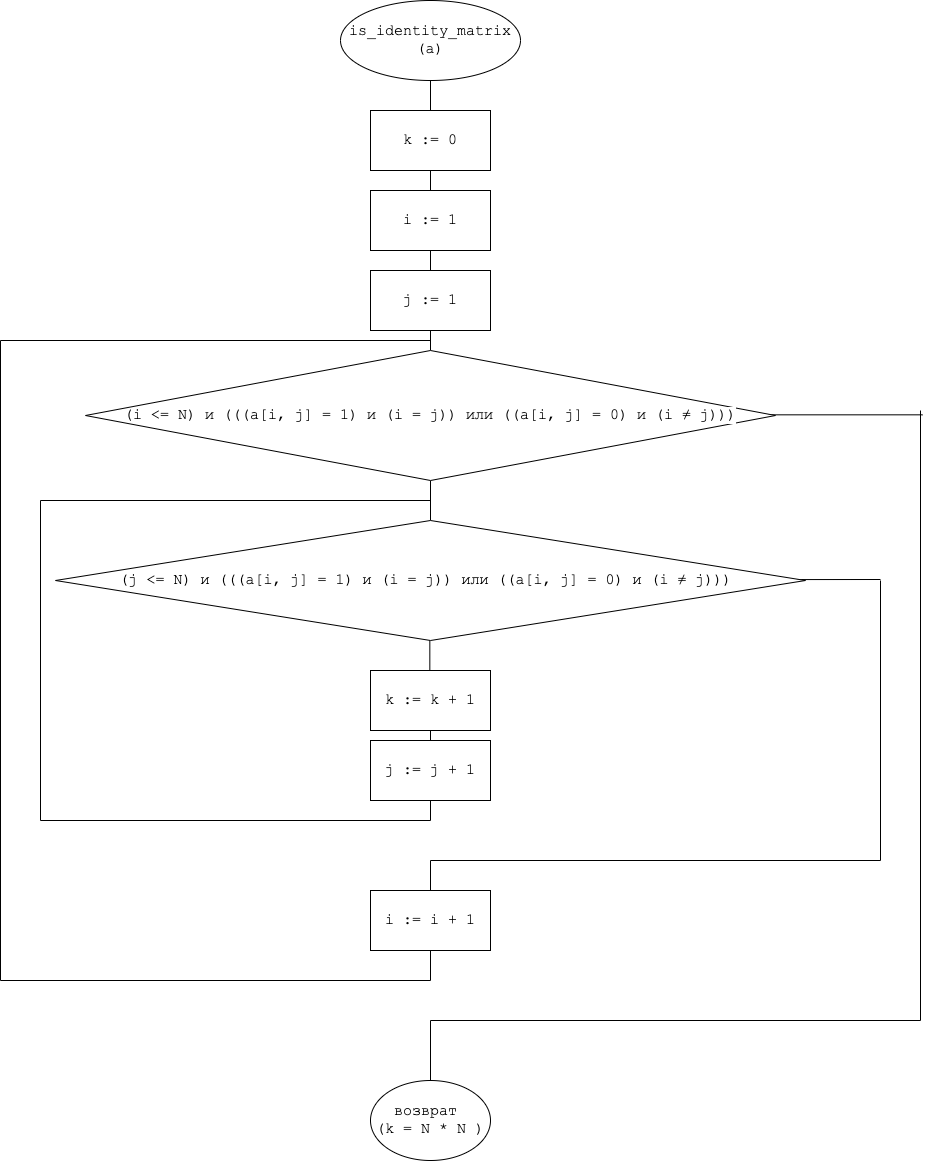 is_identity_matrix
(a)
k := 0
i := 1
j := 1
(i <= N) и (((a[i, j] = 1) и (i = j)) или ((a[i, j] = 0) и (i ≠ j)))
(j <= N) и (((a[i, j] = 1) и (i = j)) или ((a[i, j] = 0) и (i ≠ j)))
k := k + 1
j := j + 1
i := i + 1
возврат
(k = N * N )